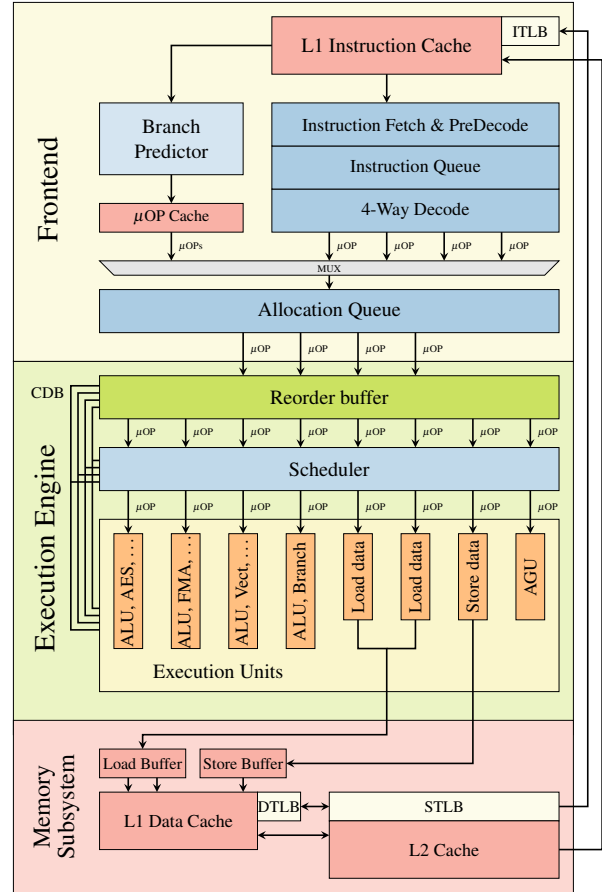 L1 Instruction Cache
ITLB
Branch
Predictor
Instruction Fetch & PreDecode
Instruction Queue
4-Way Decode
μOP Cache
μOPs
μOP
μOP
μOP
μOP
MUX
Allocation Queue
μOP
μOP
μOP
μOP
Frontend
CDB
Reorder buffer
μOP
μOP
μOP
μOP
μOP
μOP
μOP
μOP
Scheduler
μOP
μOP
μOP
μOP
μOP
μOP
μOP
μOP
ALU, AES, . . .
ALU, FMA, . . .
ALU, Vect, . . .
ALU, Branch
Load data
Load data
Store data
AGU
Execution Units
Execution Engine
Load Buffer
Store Buffer
L1 Data Cache
DTLB
STLB
L2 Cache
Memory
Subsystem